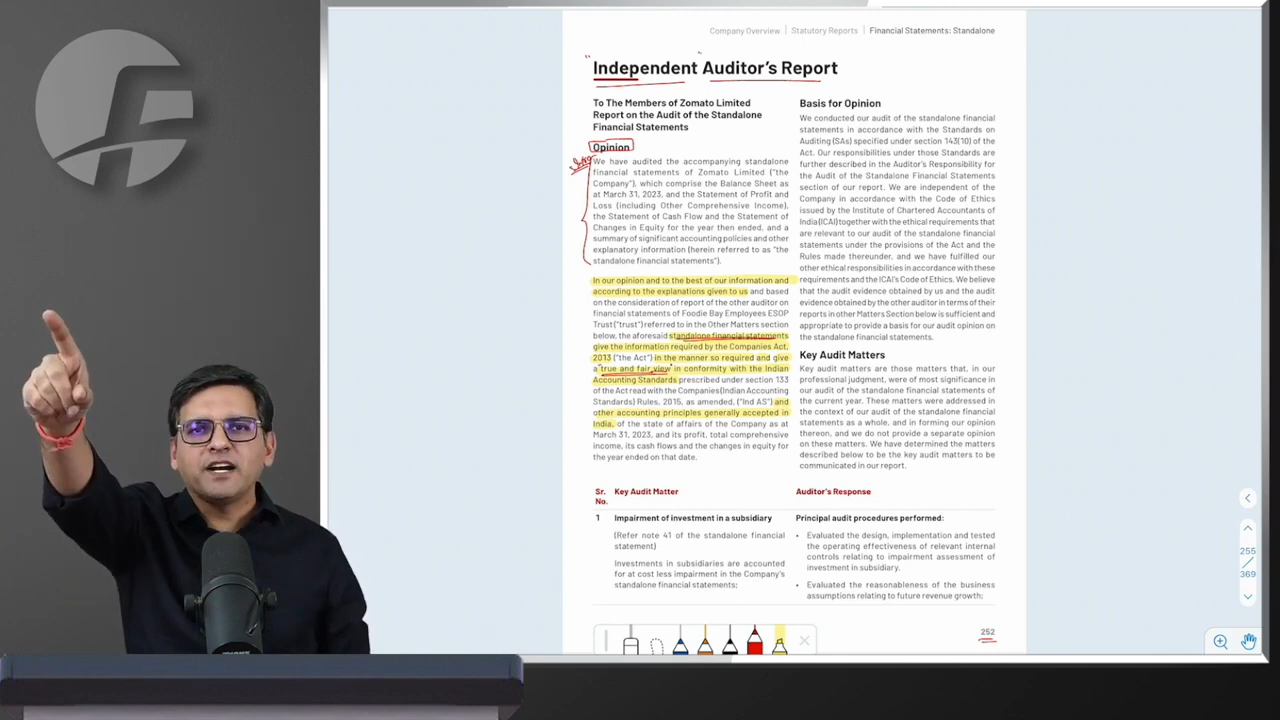 Company Overview | Statutory Reports | Financial Statements: Standalone
Independent Auditor's Report
To The Members of Zomato Limited
Report on the Audit of the Standalone
Financial Statements
Opinion
We have audited the accompanying standalone
financial statements of Zomato Limited ("the
Company"), which comprise the Balance Sheet as
at March 31, 2023, and the Statement of Profit and
Loss (including Other Comprehensive Income),
the Statement of Cash Flow and the Statement of
Changes in Equity for the year then ended, and a
summary of significant accounting policies and other
explanatory information (herein referred to as "the
standalone financial statements").
In our opinion and to the best of our information and
according to the explanations given to us and based
on the consideration of report of the other auditor on
financial statements of Foodie Bay Employees ESOP
Trust ("trust") referred to in the Other Matters section
below, the aforesaid standalone financial statements
give the information required by the Companies Act,
2013 ("the Act") in the manner so required and give
a true and fair view in conformity with the Indian
Accounting Standards prescribed under section 133
of the Act read with the Companies (Indian Accounting
Standards) Rules, 2015, as amended, ("Ind AS") and
other accounting principles generally accepted in
India, of the state of affairs of the Company as at
March 31, 2023, and its profit, total comprehensive
income, its cash flows and the changes in equity for
the year ended on that date.
Basis for Opinion
We conducted our audit of the standalone financial
statements in accordance with the Standards on
Auditing (SAs) specified under section 143(10) of the
Act. Our responsibilities under those Standards are
further described in the Auditor's Responsibility for
the Audit of the Standalone Financial Statements
section of our report. We are independent of the
Company in accordance with the Code of Ethics
issued by the Institute of Chartered Accountants of
India (ICAI) together with the ethical requirements that
are relevant to our audit of the standalone financial
statements under the provisions of the Act and the
Rules made thereunder, and we have fulfilled our
other ethical responsibilities in accordance with these
requirements and the ICAI's Code of Ethics. We believe
that the audit evidence obtained by us and the audit
evidence obtained by the other auditor in terms of their
reports in other Matters Section below is sufficient and
appropriate to provide a basis for our audit opinion on
the standalone financial statements.
Key Audit Matters
Key audit matters are those matters that, in our
professional judgment, were of most significance in
our audit of the standalone financial statements of
the current year. These matters were addressed in
the context of our audit of the standalone financial
statements as a whole, and in forming our opinion
thereon, and we do not provide a separate opinion
on these matters. We have determined the matters
described below to be the key audit matters to be
communicated in our report.
Sr. No. Key Audit Matter Auditor's Response
1 Impairment of investment in a subsidiary
(Refer note 41 of the standalone financial
statement)
Investments in subsidiaries are accounted
for at cost less impairment in the Company's
standalone financial statements;
Principal audit procedures performed:
• Evaluated the design, implementation and tested
the operating effectiveness of relevant internal
controls relating to impairment assessment of
investment in subsidiary.
• Evaluated the reasonableness of the business
assumptions relating to future revenue growth;
252
255
369